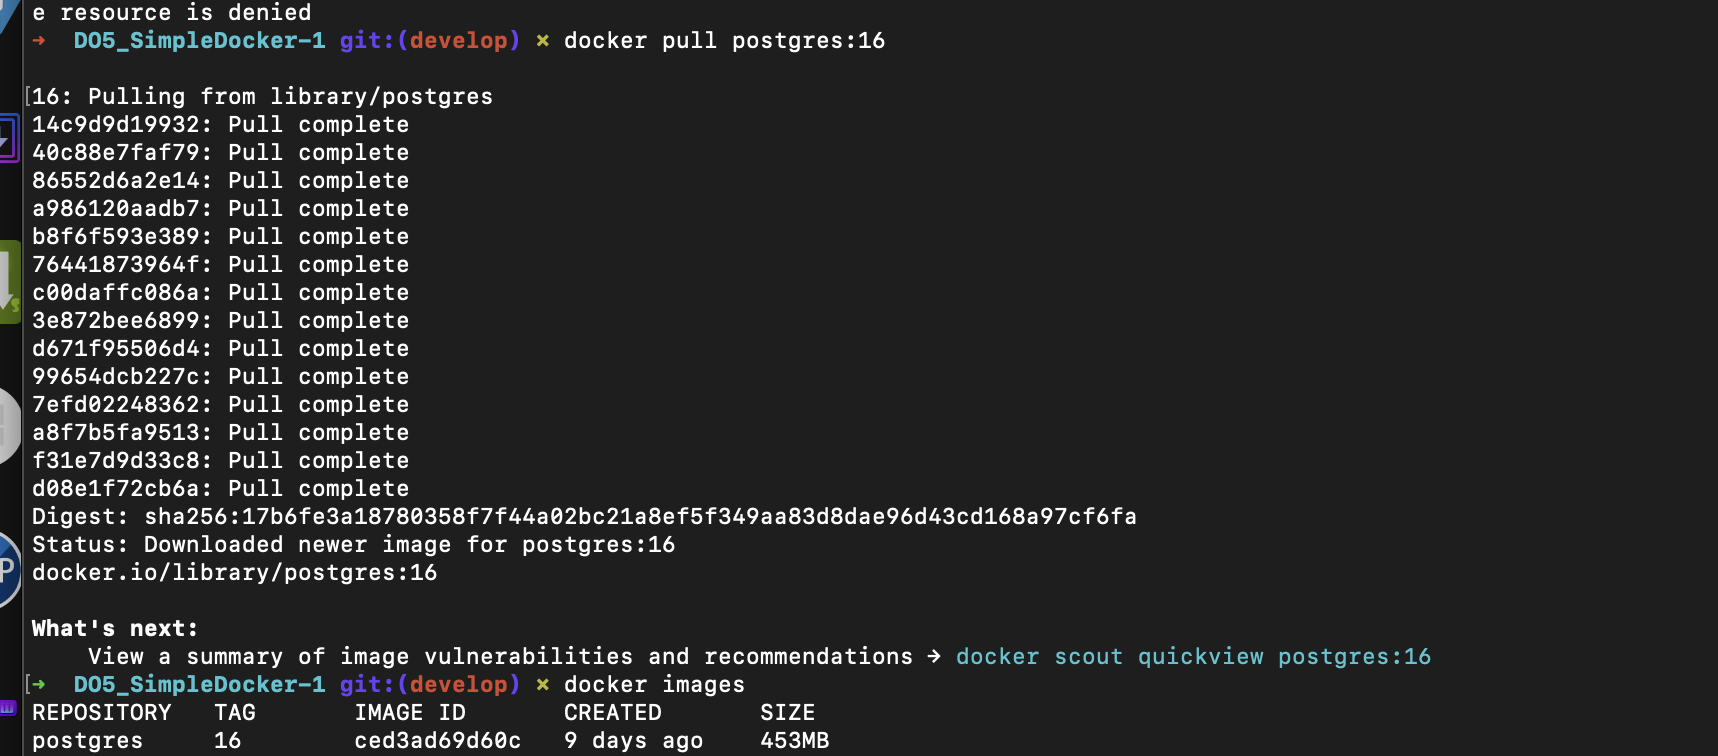 e resource is denied
➜  DO5_SimpleDocker-1 git:(develop) ✗ docker pull postgres:16
[16: Pulling from library/postgres
14c9d9d19932: Pull complete
40c88e7faf79: Pull complete
86552d6a2e14: Pull complete
a986120aadb7: Pull complete
b8f6f593e389: Pull complete
76441873964f: Pull complete
c00daffc086a: Pull complete
3e872bee6899: Pull complete
d671f95506d4: Pull complete
99654dcb227c: Pull complete
7efd02248362: Pull complete
a8f7b5fa9513: Pull complete
f31e7d9d33c8: Pull complete
d08e1f72cb6a: Pull complete
Digest: sha256:17b6fe3a18780358f7f44a02bc21a8ef5f349aa83d8dae96d43cd168a97cf6fa
Status: Downloaded newer image for postgres:16
docker.io/library/postgres:16
What's next:
    View a summary of image vulnerabilities and recommendations → docker scout quickview postgres:16
[➜  DO5_SimpleDocker-1 git:(develop) ✗ docker images
REPOSITORY   TAG       IMAGE ID       CREATED       SIZE
postgres     16        ced3ad69d60c   9 days ago    453MB